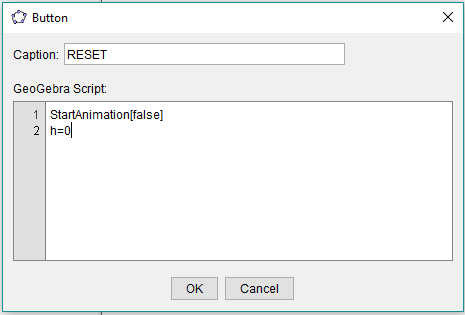 Button
Caption: RESET
GeoGebra Script:
1 StartAnimation[false]
2 h=0
OK Cancel